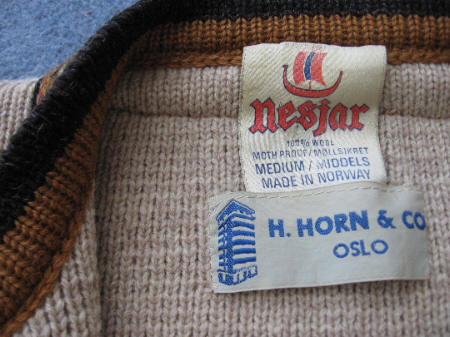 Nesjar
100% WOOL
MOTH PROOF/MØLLSIKRET
MEDIUM / MIDDELS
MADE IN NORWAY
H. HORN & CO
OSLO